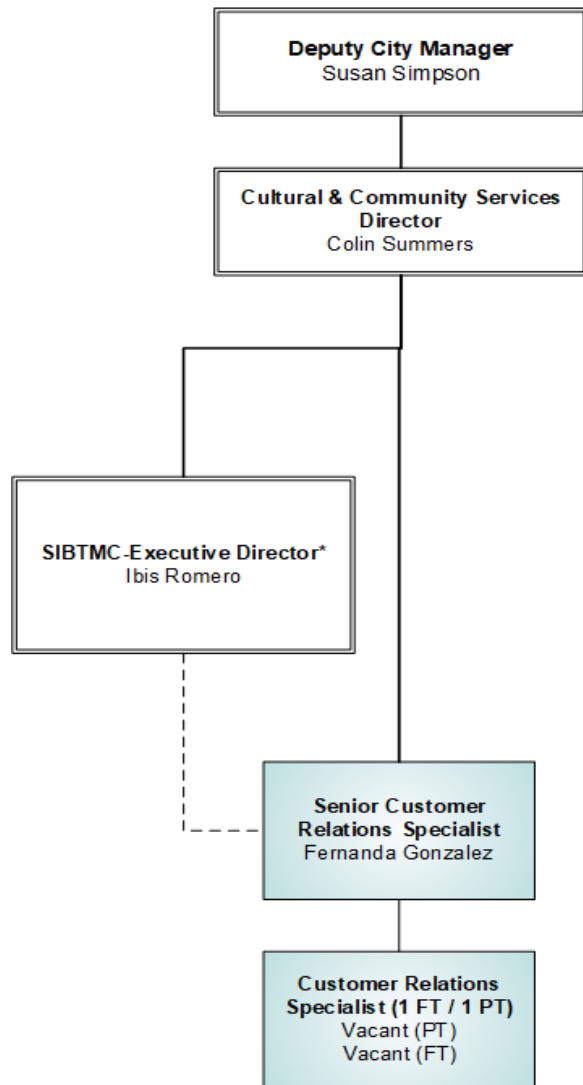 Deputy City Manager
Susan Simpson
Cultural & Community Services
Director
Colin Summers
SIBTMC-Executive Director*
Ibis Romero
Senior Customer
Relations Specialist
Fernanda Gonzalez
Customer Relations
Specialist (1 FT / 1 PT)
Vacant (PT)
Vacant (FT)